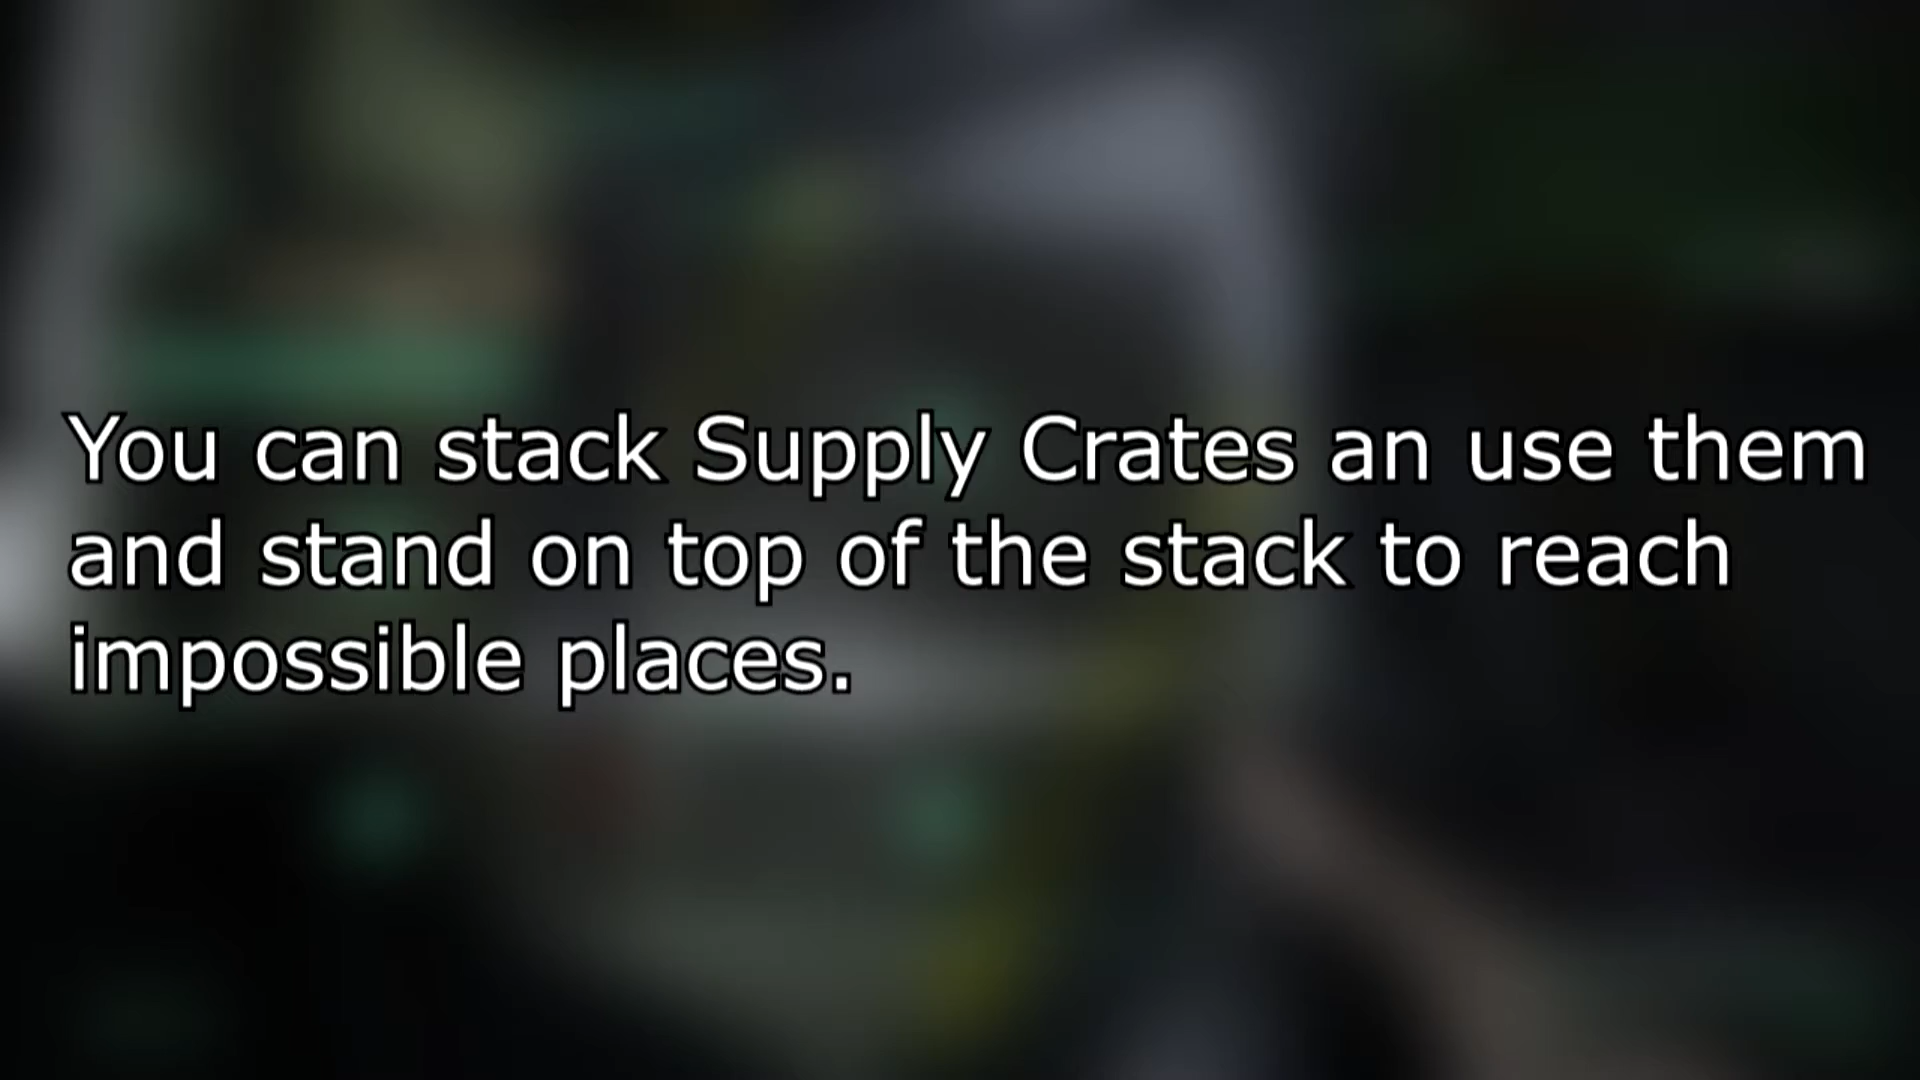 You can stack Supply Crates an use them
and stand on top of the stack to reach
impossible places.